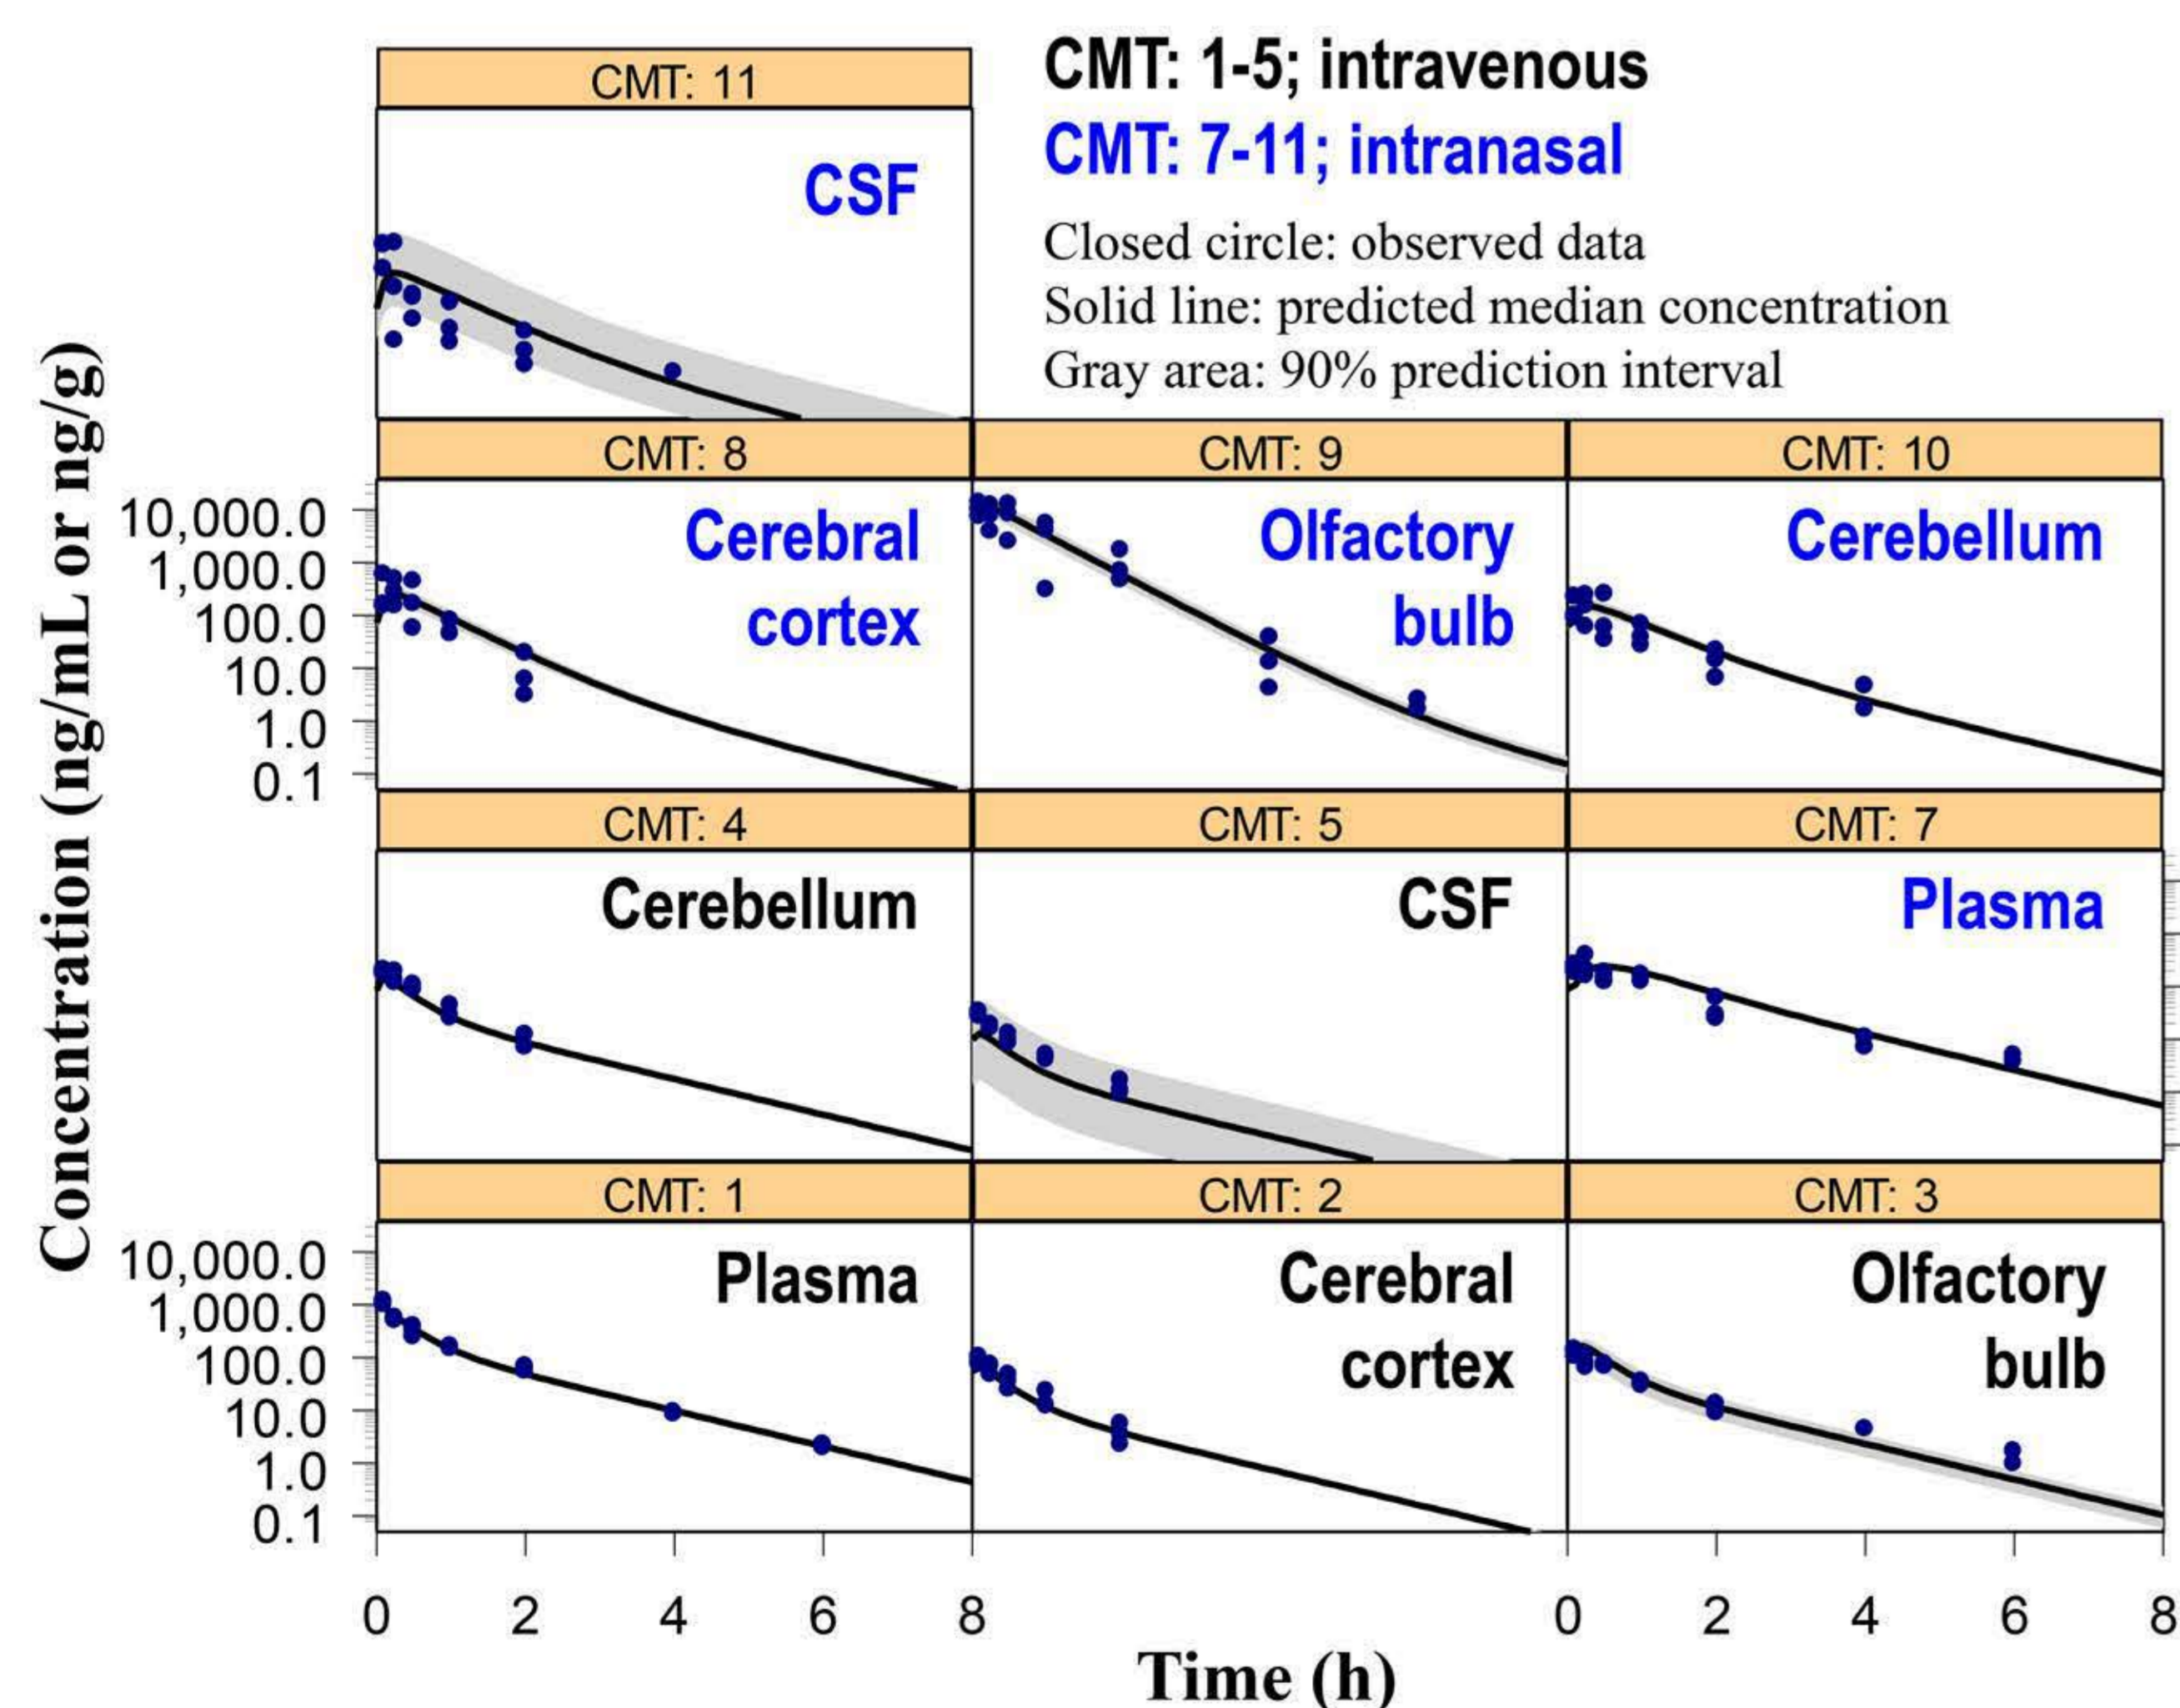 CMT: 11
CSF
CMT: 1-5; intravenous
CMT: 7-11; intranasal
Closed circle: observed data
Solid line: predicted median concentration
Gray area: 90% prediction interval
Concentration (ng/mL or ng/g)
CMT: 8
CMT: 9
CMT: 10
10,000.0
1,000.0
100.0
10.0
1.0
0.1
Cerebral
cortex
Olfactory
bulb
Cerebellum
CMT: 4
CMT: 5
CMT: 7
Cerebellum
CSF
Plasma
CMT: 1
CMT: 2
CMT: 3
10,000.0
1,000.0
100.0
10.0
1.0
0.1
Plasma
Cerebral
cortex
Olfactory
bulb
0 2 4 6 8 0 2 4 6 8
Time (h)